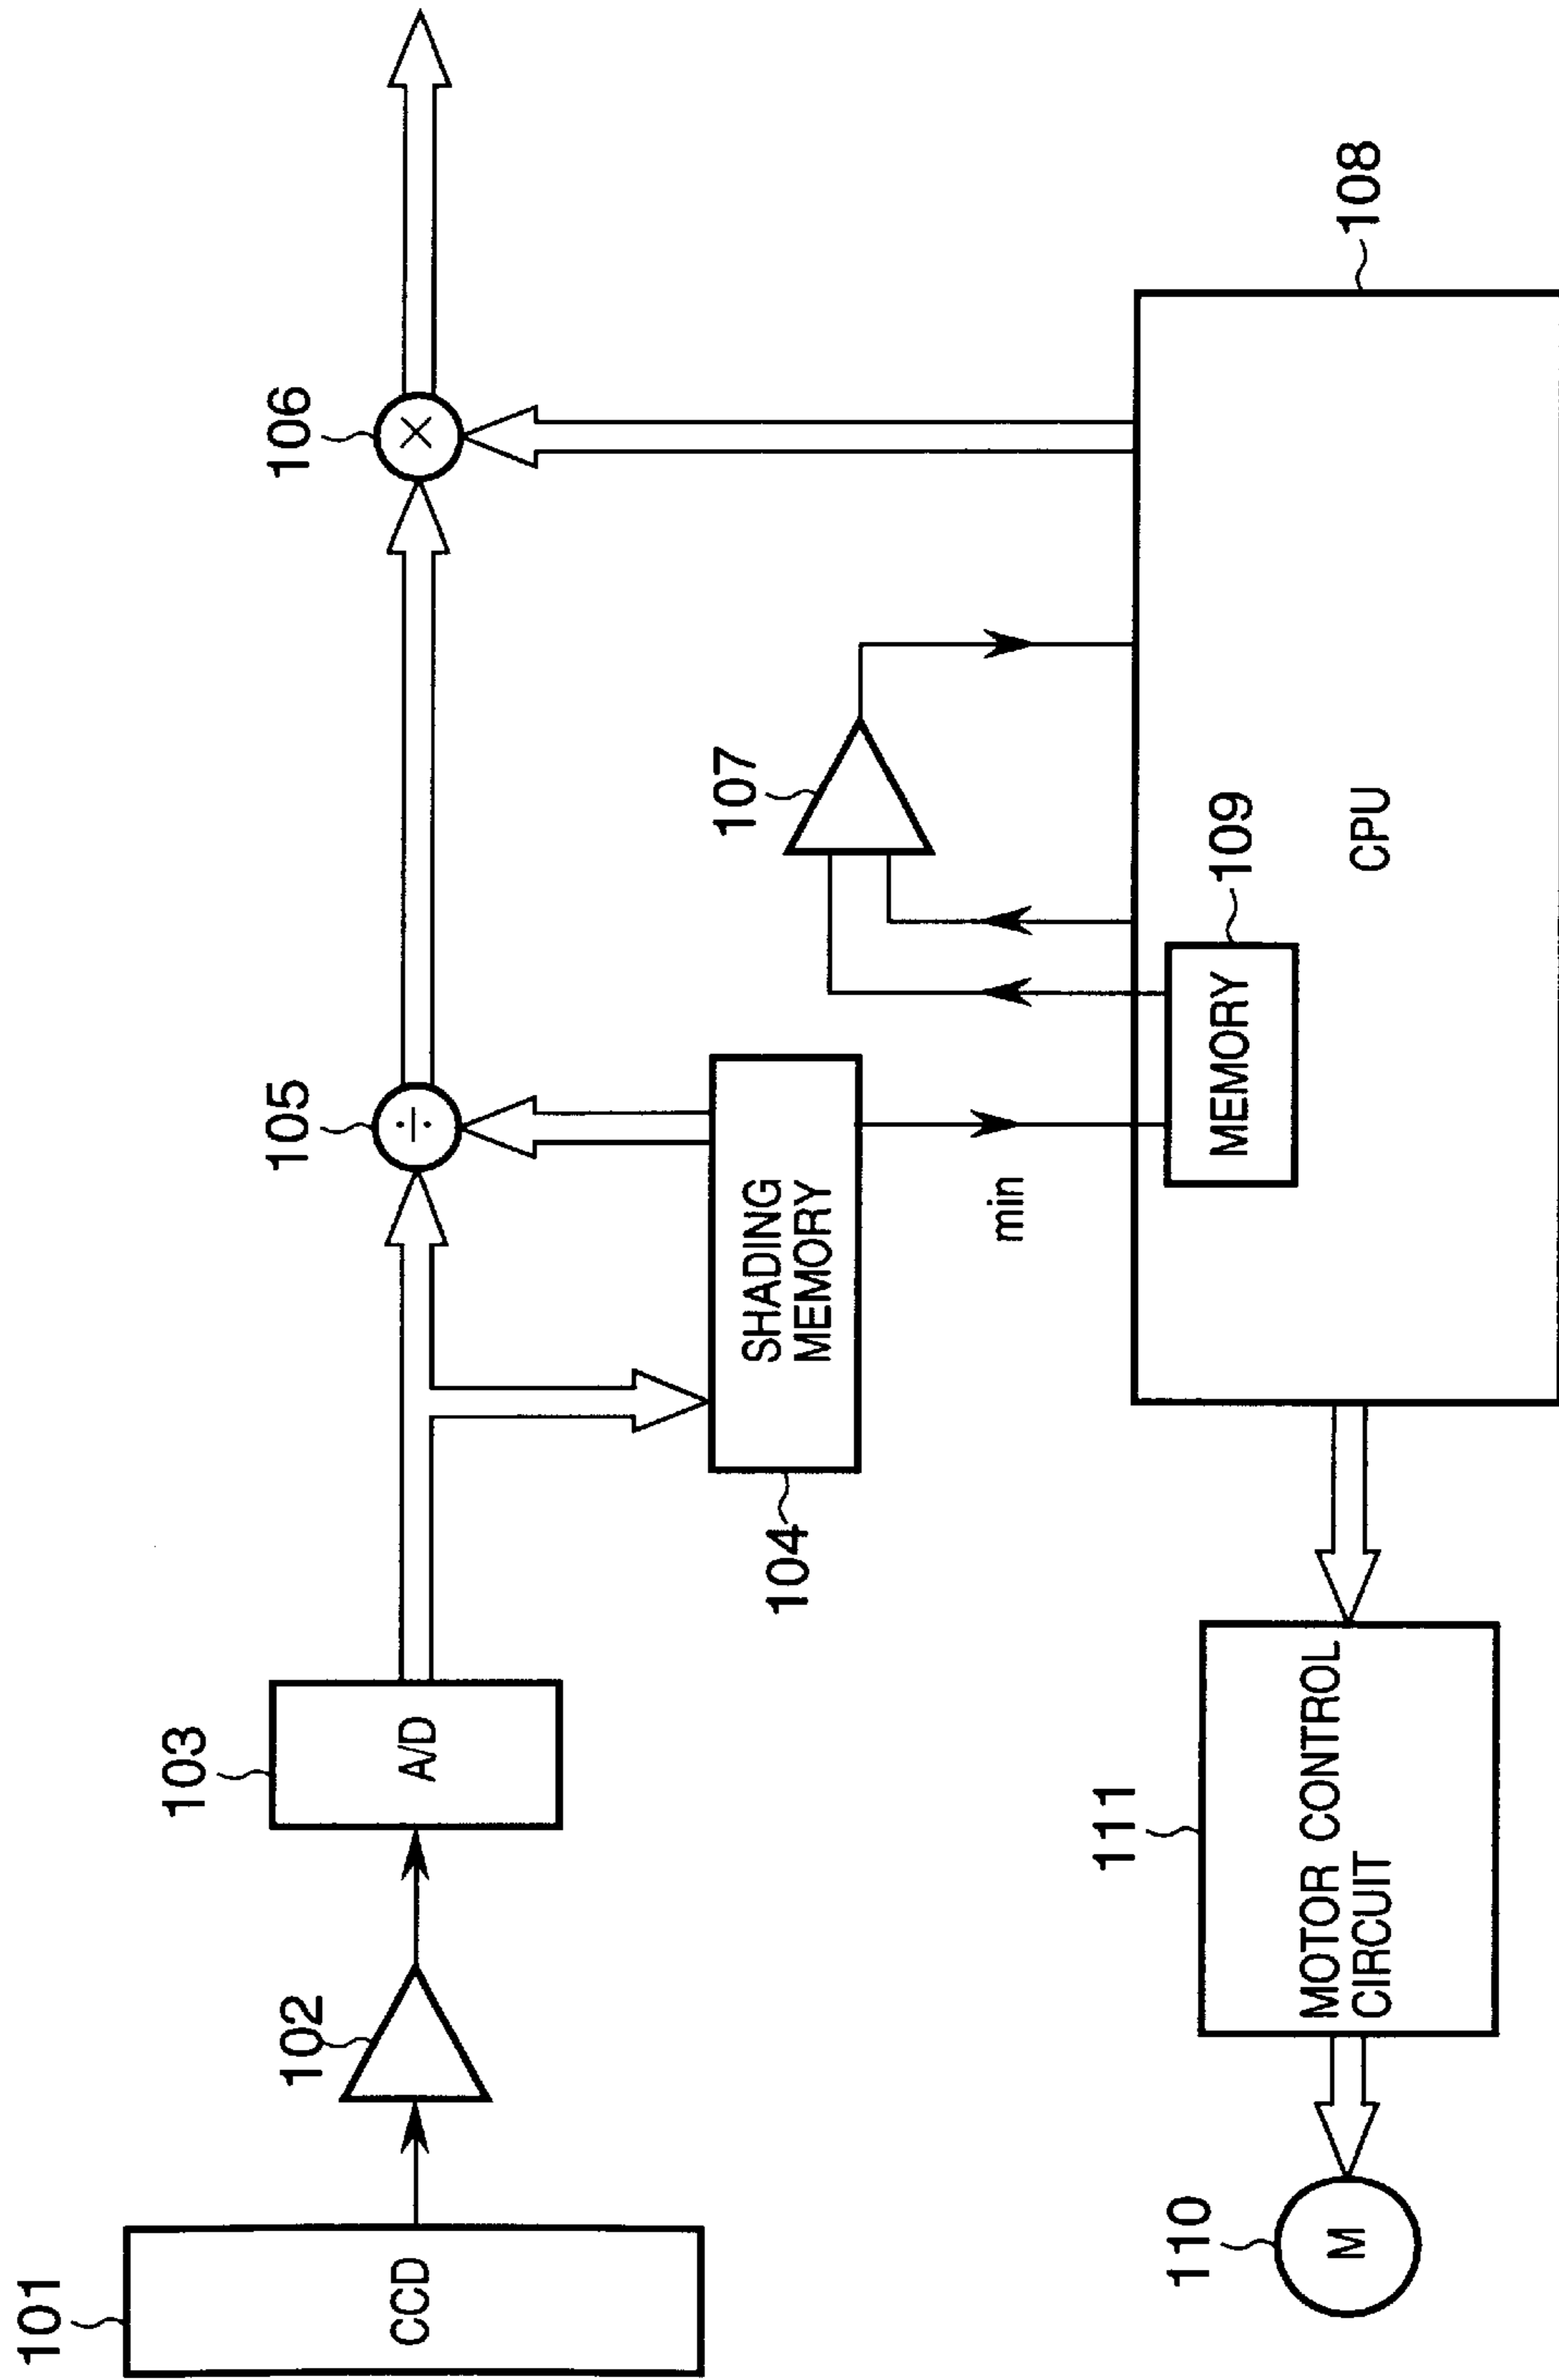 101
CCD
102
103
A/D
104
SHADING
MEMORY
105
÷
106
×
107
min
108
CPU
109
MEMORY
110
M
111
MOTOR CONTROL
CIRCUIT